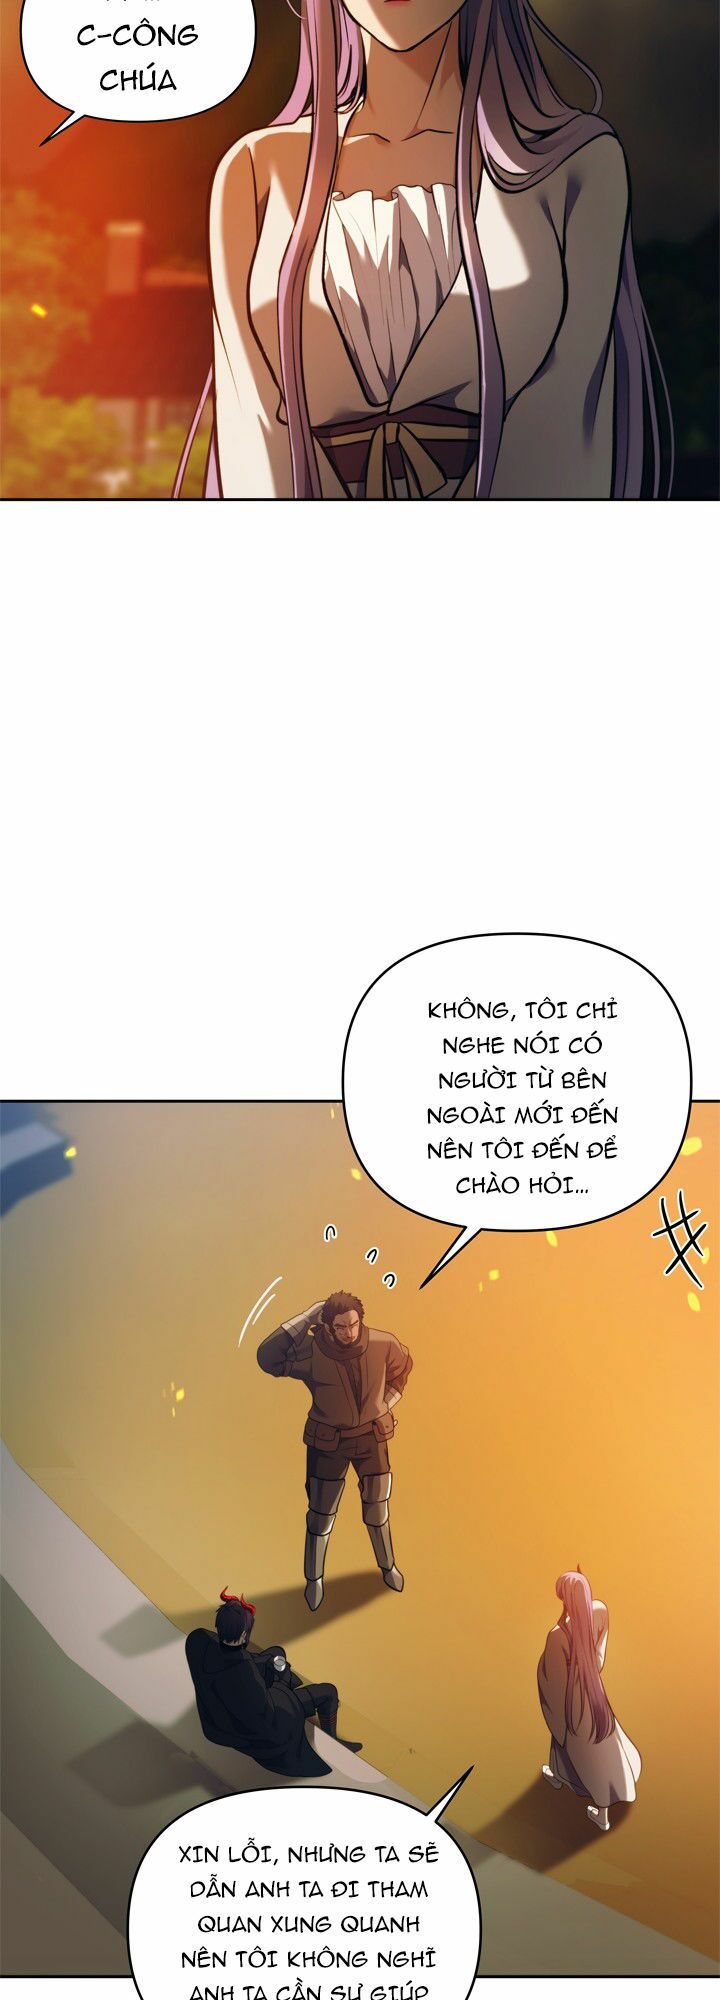 C-CÔNG
CHÚA
KHÔNG, TÔI CHỈ
NGHE NÓI CÓ
NGƯỜI TỪ BÊN
NGOÀI MỚI ĐẾN
NÊN TÔI ĐẾN ĐỂ
CHÀO HỎI...
XIN LỖI, NHƯNG TA SẼ
DẪN ANH TA ĐI THAM
QUAN XUNG QUANH
NÊN TÔI KHÔNG NGHĨ
ANH TA CẦN SỰ GIÚP